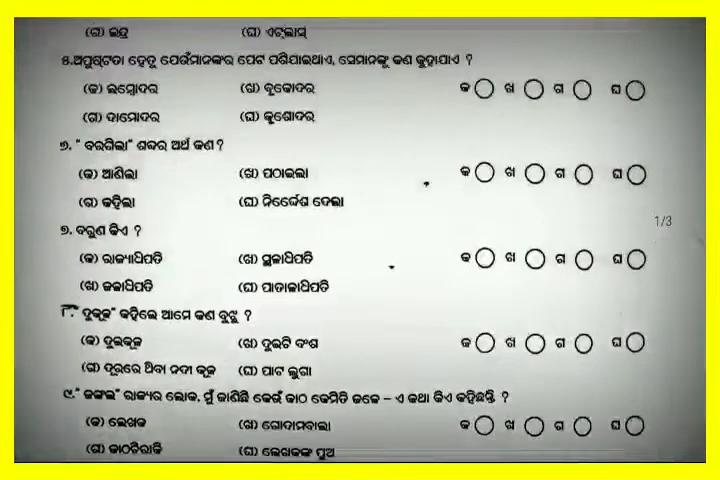 (ଗ) ଇନ୍ଦ୍ର (ଘ) ଏଟ୍‌ଲାସ୍
୫.ଅପୁଷ୍ଟତା ହେତୁ ଯେଉଁମାନଙ୍କର ପେଟ ପଶିଯାଇଥାଏ, ସେମାନଙ୍କୁ କଣ କୁହାଯାଏ ?
(କ) ଲମ୍ବୋଦର (ଖ) ବୃକୋଦର କ ଖ ଗ ଘ
(ଗ) ଦାମୋଦର (ଘ) କୃଶୋଦର
୬. " ବରଗିଲା" ଶବ୍ଦର ଅର୍ଥ କଣ ?
(କ) ଆଣିଲା (ଖ) ପଠାଇଲା କ ଖ ଗ ଘ
(ଗ) କହିଲା (ଘ) ନିର୍ଦ୍ଦେଶ ଦେଲା
1/3
୭. ବରୁଣ କିଏ ?
(କ) ରାଜ୍ୟାଧିପତି (ଖ) ସ୍ଥଳାଧିପତି କ ଖ ଗ ଘ
(ଖ) ଜଳାଧିପତି (ଘ) ପାତାଳାଧିପତି
୮. " ଦୁକୂଳ" କହିଲେ ଆମେ କଣ ବୁଝୁ ?
(କ) ଦୁଇକୂଳ (ଖ) ଦୁଇଟି ବଂଶ କ ଖ ଗ ଘ
(ଗ) ଦୂରରେ ଥିବା ନଦୀ କୂଳ (ଘ) ପାଟ ଲୁଗା
୯." ଜଙ୍ଗଲ" ରାଜ୍ୟର ଲୋକ, ମୁଁ ଜାଣିଛି କେଉଁ କାଠ କେମିତି ଜଳେ – ଏ କଥା କିଏ କହିଛନ୍ତି ?
(କ) ଲେଖକ (ଖ) ଗୋଦାମବାଲା କ ଖ ଗ ଘ
(ଗ) କାଠଚିରାଳି (ଘ) ଲେଖକଙ୍କ ପୁଅ